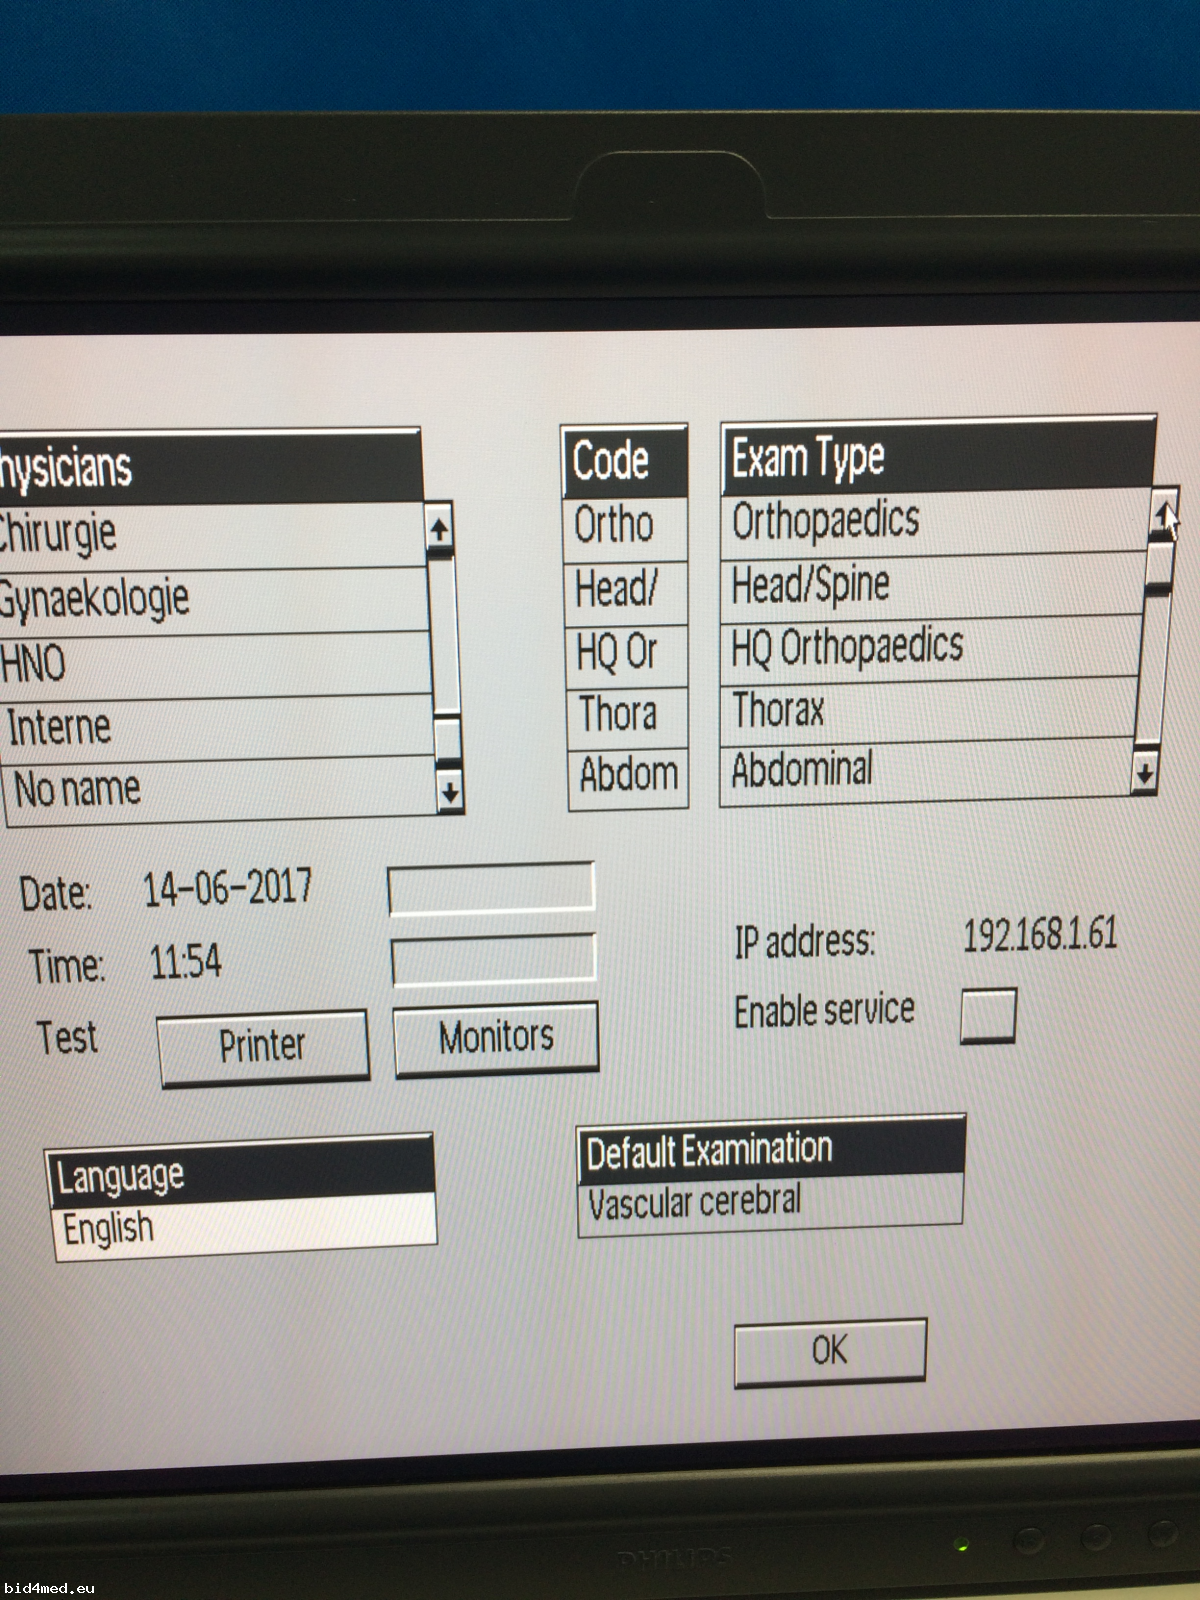 hysicians
Chirurgie
Gynaekologie
HNO
Interne
No name
Code
Ortho
Head/
HQ Or
Thora
Abdom
Exam Type
Orthopaedics
Head/Spine
HQ Orthopaedics
Thorax
Abdominal
Date: 14-06-2017
Time: 11:54
Test Printer Monitors
IP address: 192.168.1.61
Enable service
Language
English
Default Examination
Vascular cerebral
OK
PHILIPS
bid4med.eu